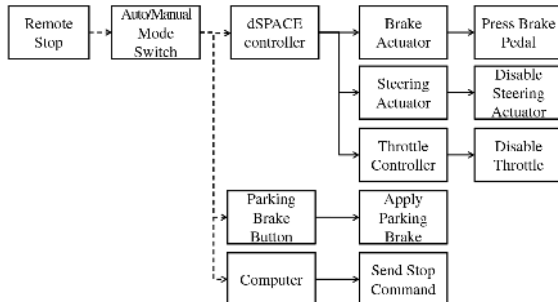 Remote
Stop
Auto/Manual
Mode
Switch
dSPACE
controller
Brake
Actuator
Press Brake
Pedal
Steering
Actuator
Disable
Steering
Actuator
Throttle
Controller
Disable
Throttle
Parking
Brake
Button
Apply
Parking
Brake
Computer
Send Stop
Command